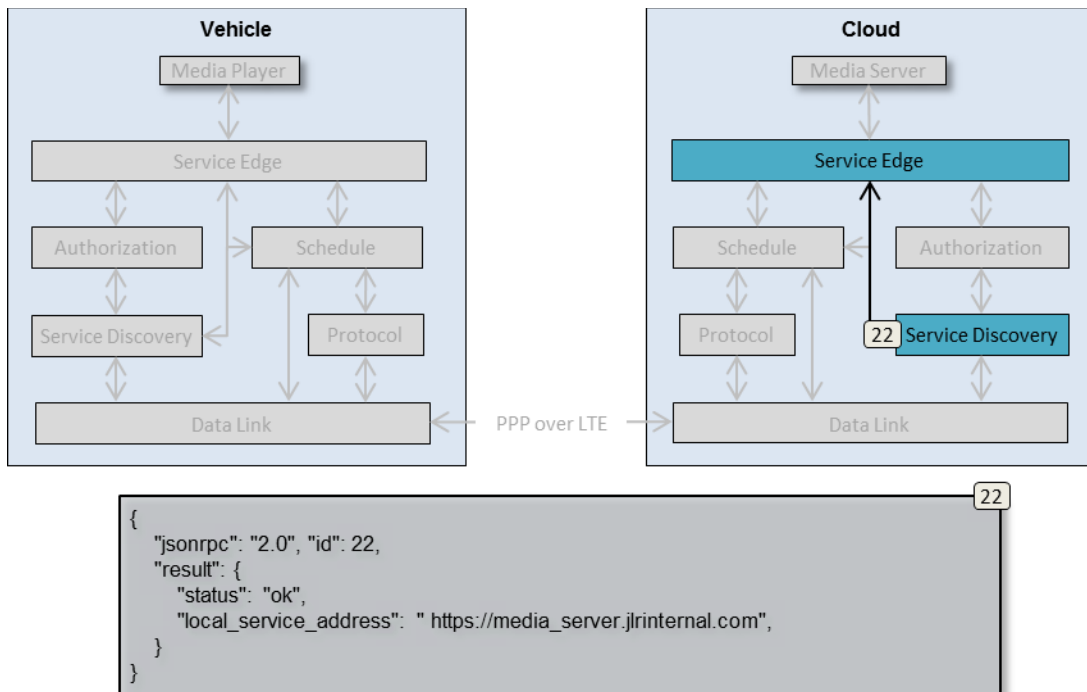 Vehicle
Media Player
Service Edge
Authorization
Schedule
Service Discovery
Protocol
Data Link
PPP over LTE
Cloud
Media Server
Service Edge
Schedule
Authorization
Protocol
22
Service Discovery
Data Link
22
{
"jsonrpc": "2.0", "id": 22,
"result": {
"status": "ok",
"local_service_address": " https://media_server.jlrinternal.com",
}
}